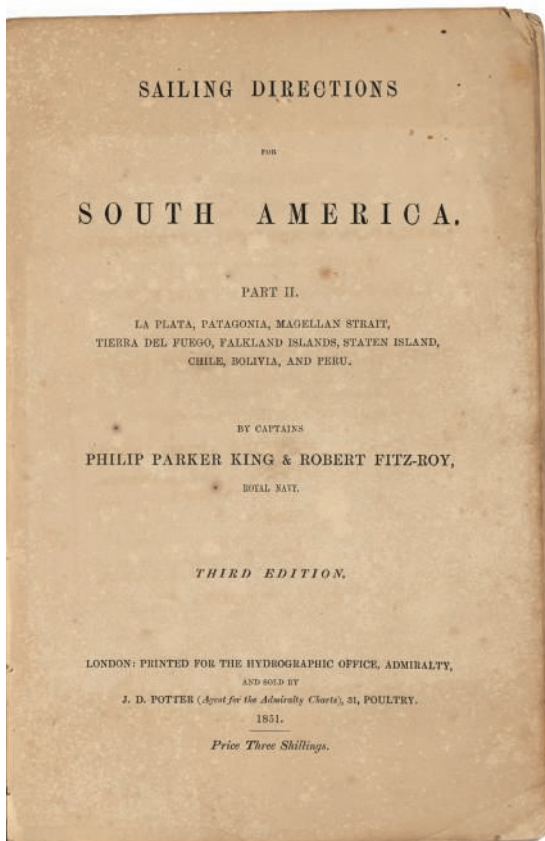 SAILING DIRECTIONS
FOR
SOUTH AMERICA.
PART II.
LA PLATA, PATAGONIA, MAGELLAN STRAIT,
TIERRA DEL FUEGO, FALKLAND ISLANDS, STATEN ISLAND,
CHILE, BOLIVIA, AND PERU.
BY CAPTAINS
PHILIP PARKER KING & ROBERT FITZ-ROY,
ROYAL NAVY.
THIRD EDITION.
LONDON: PRINTED FOR THE HYDROGRAPHIC OFFICE, ADMIRALTY,
AND SOLD BY
J. D. POTTER (Agent for the Admiralty Charts), 31, POULTRY.
1851.
Price Three Shillings.